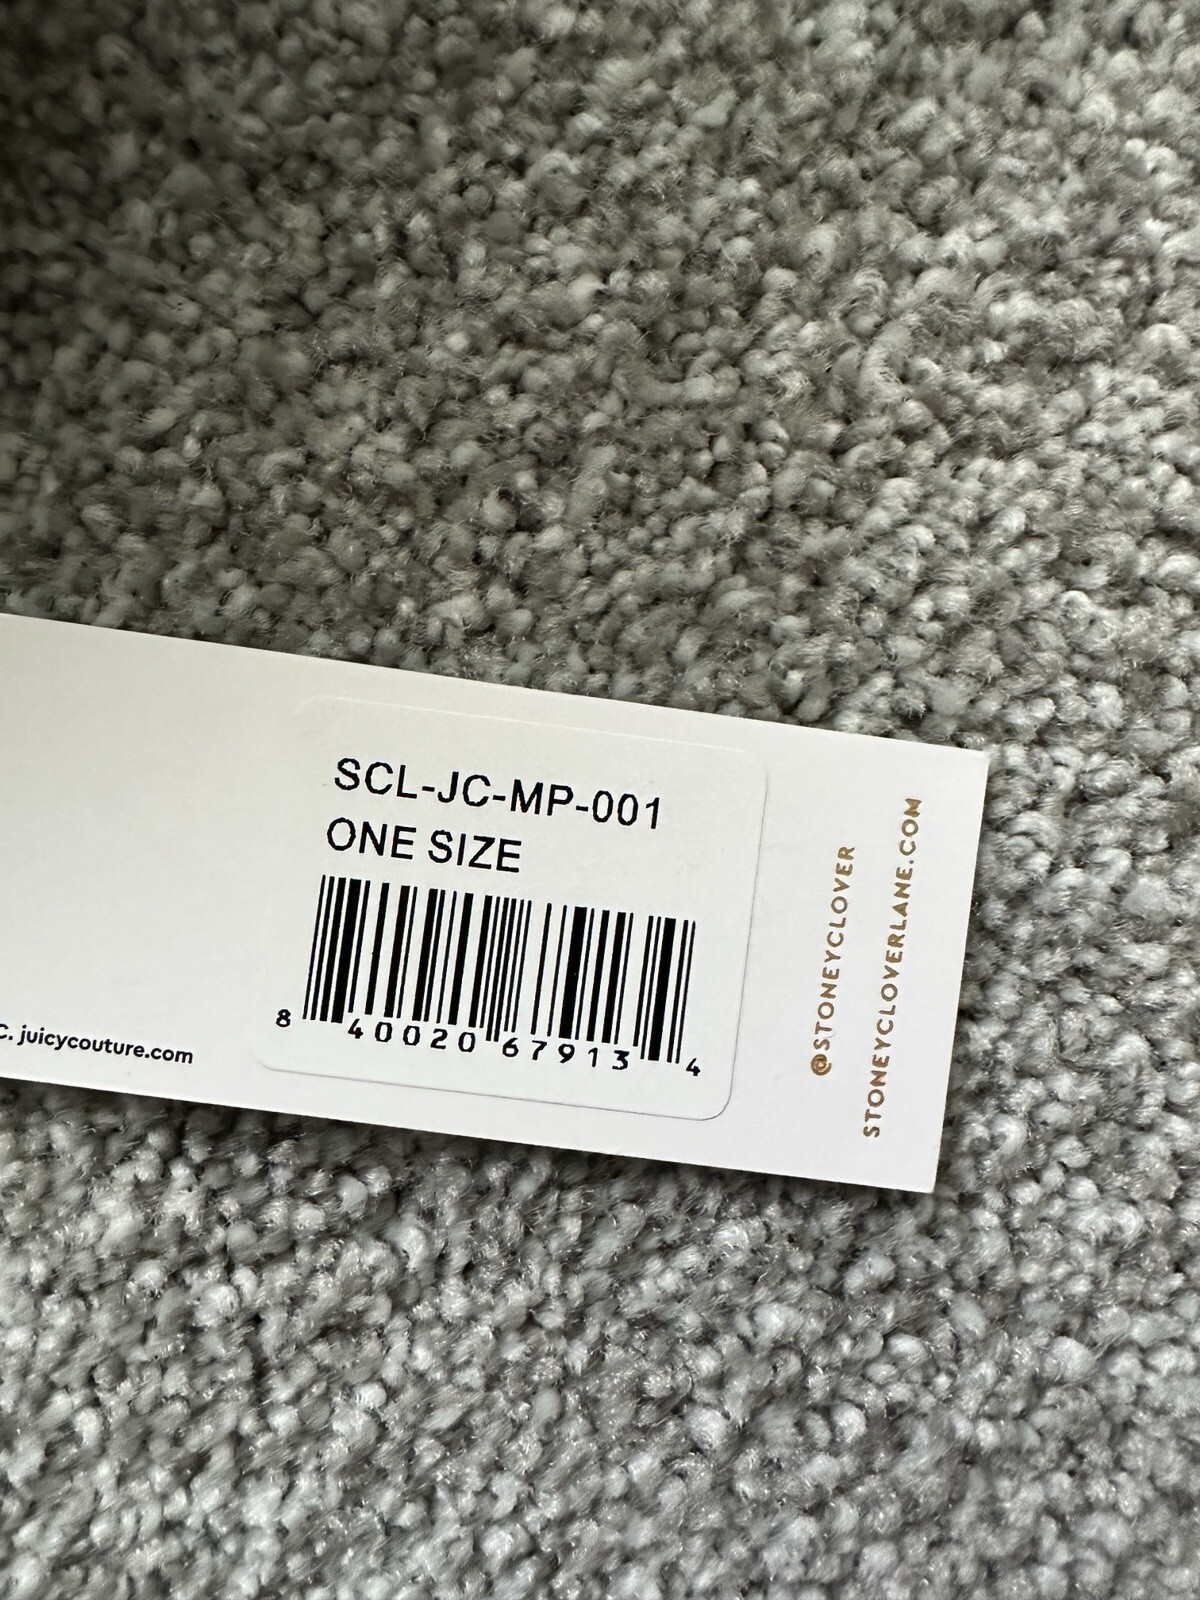 SCL-JC-MP-001
ONE SIZE
8 40020 67913 4
C. juicycouture.com
@STONEYCLOVER
STONEYCLOVERLANE.COM